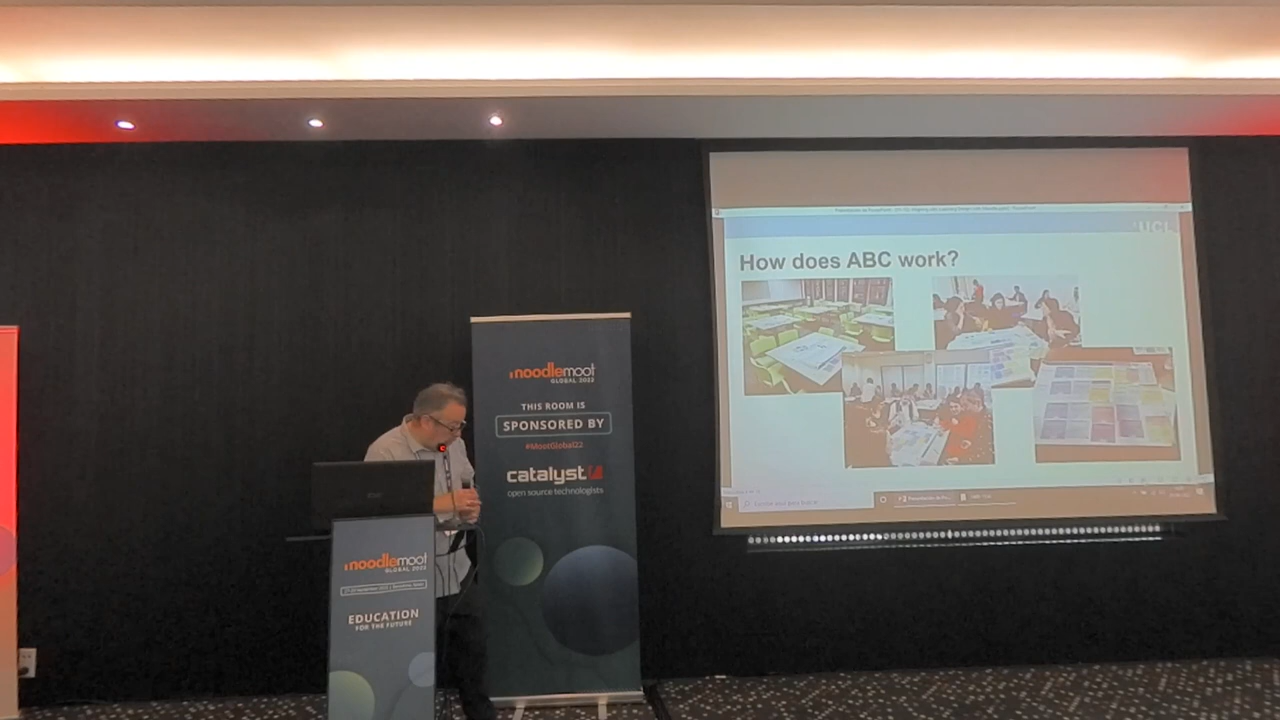 UCL
How does ABC work?
moodlemoot
GLOBAL 2022
THIS ROOM IS
SPONSORED BY
#MootGlobal22
catalyst
open source technologists
moodlemoot
GLOBAL 2022
EDUCATION
FOR THE FUTURE